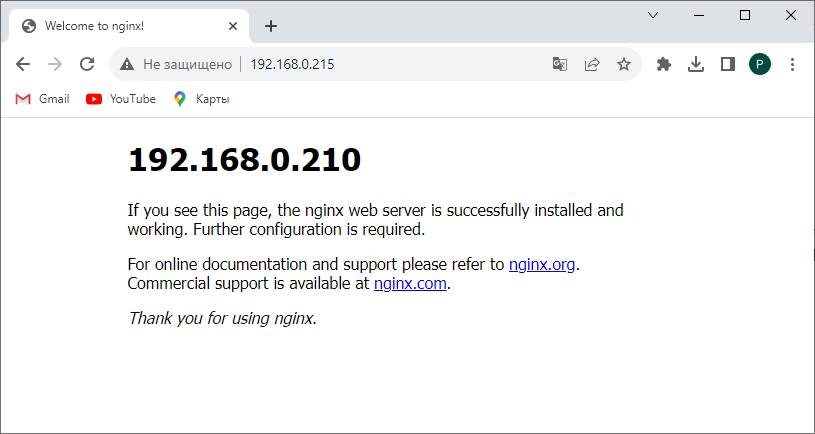 Welcome to nginx!
Не защищено
192.168.0.215
P
Gmail
YouTube
Карты
192.168.0.210
If you see this page, the nginx web server is successfully installed and
working. Further configuration is required.
For online documentation and support please refer to nginx.org.
Commercial support is available at nginx.com.
Thank you for using nginx.